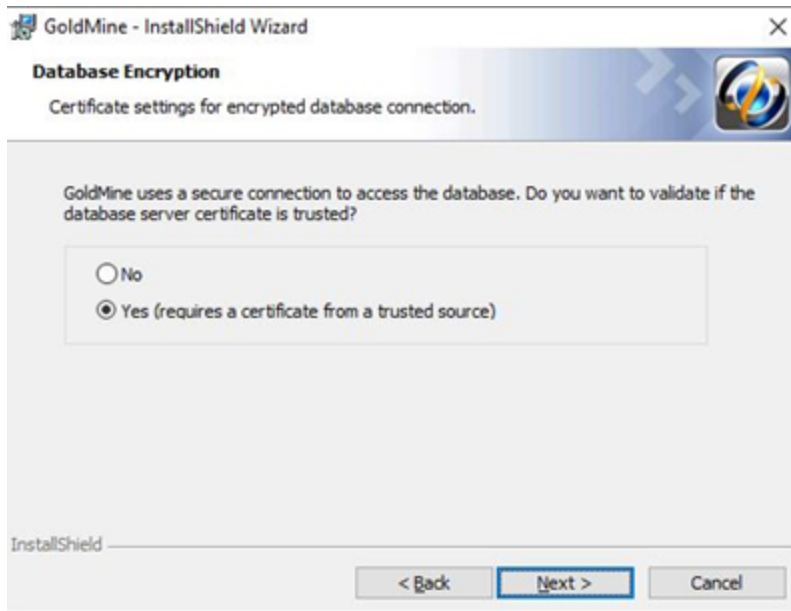 GoldMine - InstallShield Wizard
Database Encryption
Certificate settings for encrypted database connection.
GoldMine uses a secure connection to access the database. Do you want to validate if the
database server certificate is trusted?
No
Yes (requires a certificate from a trusted source)
InstallShield
< Back
Next >
Cancel